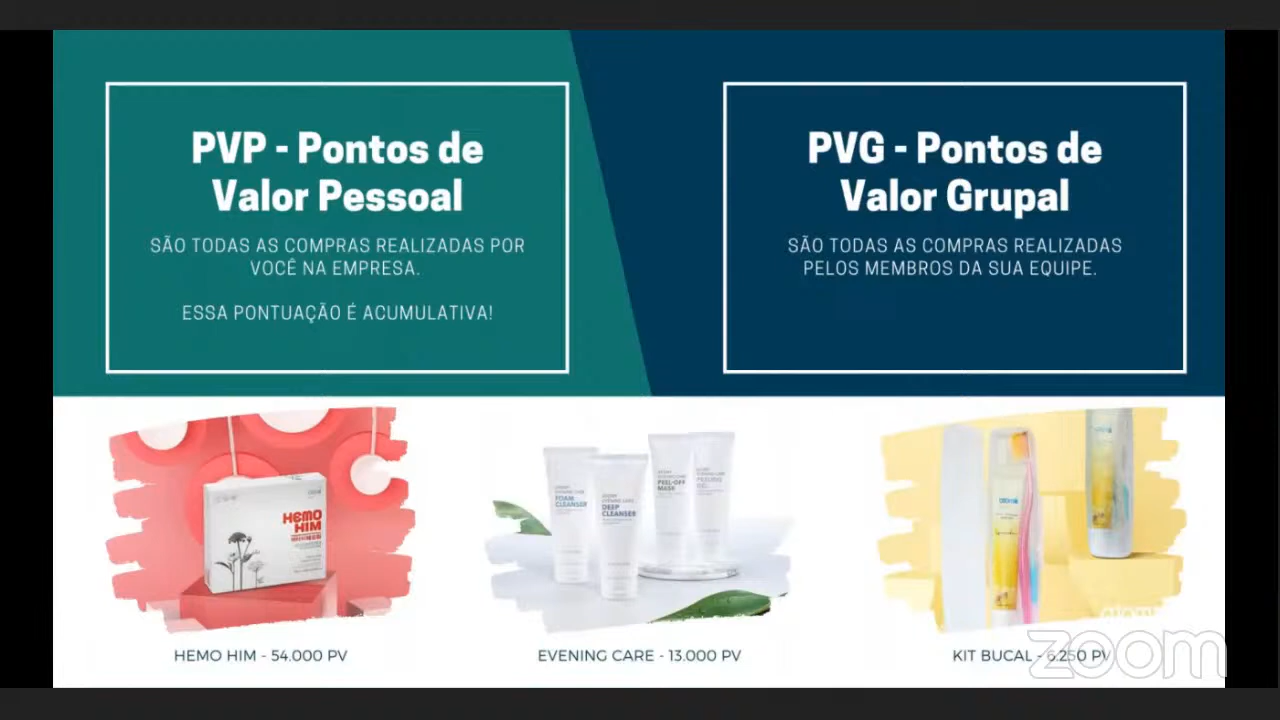 PVP - Pontos de
Valor Pessoal
SÃO TODAS AS COMPRAS REALIZADAS POR
VOCÊ NA EMPRESA.
ESSA PONTUAÇÃO É ACUMULATIVA!
PVG - Pontos de
Valor Grupal
SÃO TODAS AS COMPRAS REALIZADAS
PELOS MEMBROS DA SUA EQUIPE.
HEMO
HIM
FOAM
CLEANSER
DEEP
CLEANSER
PEEL-OFF
MASK
PEELING
GEL
atomi
HEMO HIM - 54.000 PV
EVENING CARE - 13.000 PV
KIT BUCAL - 6.250 PV
zoom